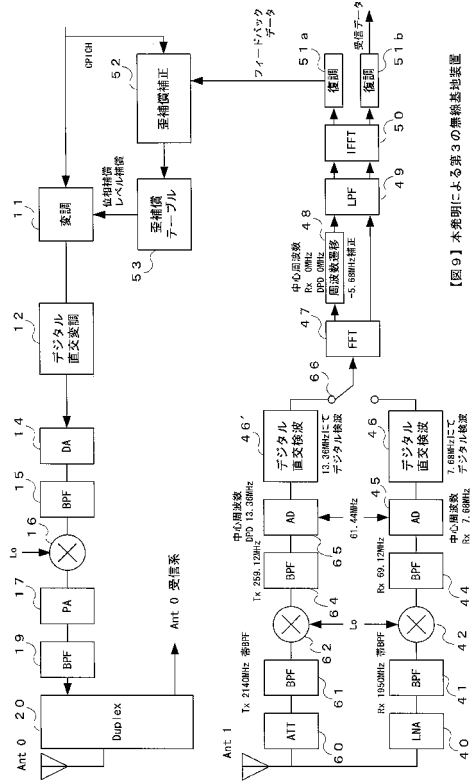 CPICH
変調
11
位相補償
レベル補償
歪補償補正
52
歪補償
テーブル
53
デジタル
直交変調
12
DA
14
BPF
15
Lo
16
PA
17
BPF
19
Duplex
20
Ant 0
Ant 0 受信系
フィードバック
データ
受信データ
復調
51a
復調
51b
IFFT
50
LPF
49
中心周波数
Rx 0MHz
DPD 0MHz
周波数遷移
48
-5.68MHz補正
FFT
47
66
デジタル
直交検波
46'
13.36MHzにて
デジタル検波
デジタル
直交検波
46
7.68MHzにて
デジタル検波
中心周波数
DPD 13.36MHz
AD
65
61.44MHz
AD
45
中心周波数
Rx 7.68MHz
Tx 259.12MHz
BPF
64
Rx 69.12MHz
BPF
44
62
Lo
42
Tx 2140MHz 帯BPF
BPF
61
Rx 1950MHz 帯BPF
BPF
41
ATT
60
LNA
40
Ant 1
【図9】本発明による第3の無線基地装置